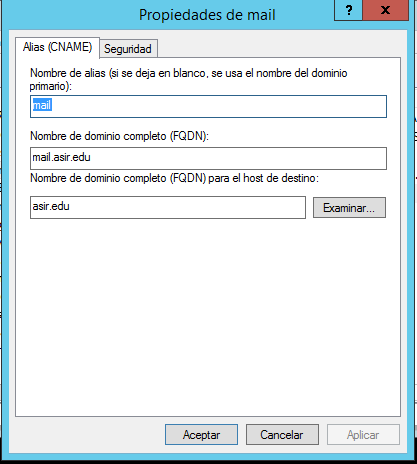 Propiedades de mail
?
x
Alias (CNAME)
Seguridad
Nombre de alias (si se deja en blanco, se usa el nombre del dominio
primario):
mail
Nombre de dominio completo (FQDN):
mail.asir.edu
Nombre de dominio completo (FQDN) para el host de destino:
asir.edu
Examinar...
Aceptar
Cancelar
Aplicar